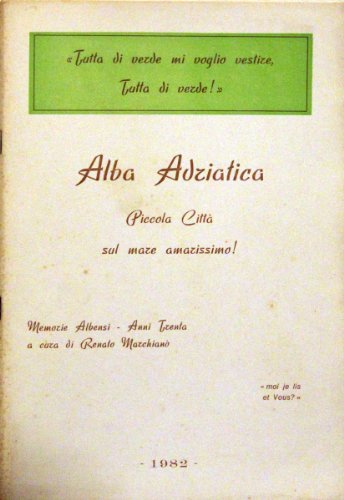 « Tutta di verde mi voglio vestire,
Tutta di verde! »
Alba Adriatica
Piccola Città
sul mare amarissimo!
Memorie Albensi - Anni Trenta
a cura di Renato Marchianò
« moi je lis
et Vous? »
- 1982 -